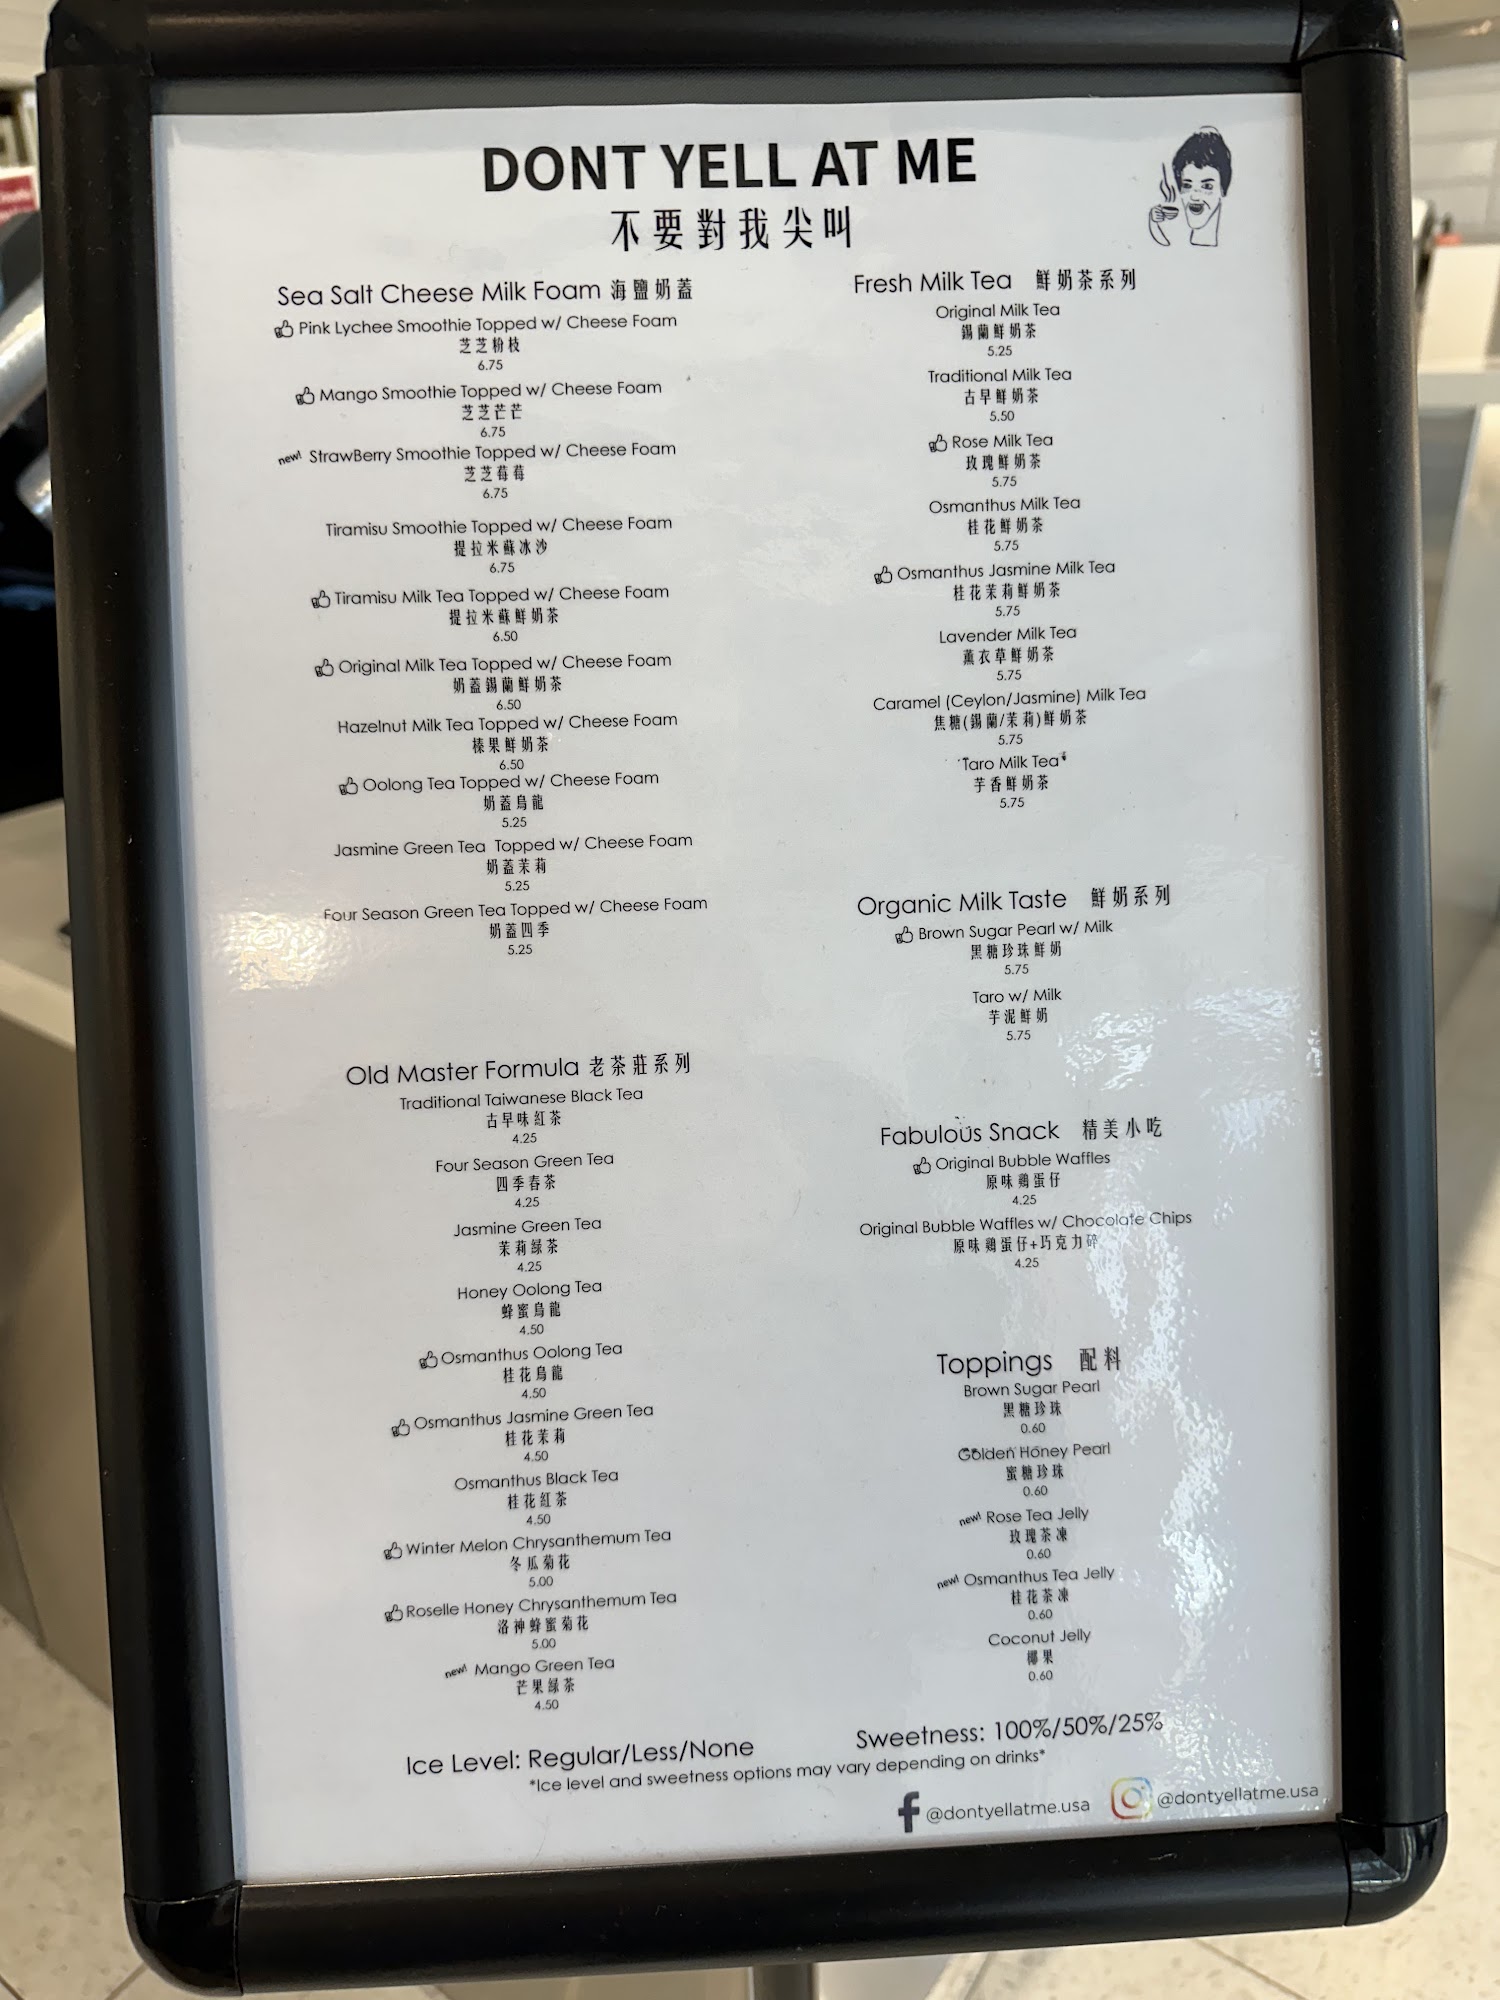 DONT YELL AT ME
不要對我尖叫
Sea Salt Cheese Milk Foam 海鹽奶蓋
Pink Lychee Smoothie Topped w/ Cheese Foam
芝芝粉枝
6.75
Mango Smoothie Topped w/ Cheese Foam
芝芝芒芒
6.75
new! StrawBerry Smoothie Topped w/ Cheese Foam
芝芝莓莓
6.75
Tiramisu Smoothie Topped w/ Cheese Foam
提拉米蘇冰沙
6.75
Tiramisu Milk Tea Topped w/ Cheese Foam
提拉米蘇鮮奶茶
6.50
Original Milk Tea Topped w/ Cheese Foam
奶蓋錫蘭鮮奶茶
6.50
Hazelnut Milk Tea Topped w/ Cheese Foam
榛果鮮奶茶
6.50
Oolong Tea Topped w/ Cheese Foam
奶蓋烏龍
5.25
Jasmine Green Tea Topped w/ Cheese Foam
奶蓋茉莉
5.25
Four Season Green Tea Topped w/ Cheese Foam
奶蓋四季
5.25
Old Master Formula 老茶莊系列
Traditional Taiwanese Black Tea
古早味紅茶
4.25
Four Season Green Tea
四季春茶
4.25
Jasmine Green Tea
茉莉綠茶
4.25
Honey Oolong Tea
蜂蜜烏龍
4.50
Osmanthus Oolong Tea
桂花烏龍
4.50
Osmanthus Jasmine Green Tea
桂花茉莉
4.50
Osmanthus Black Tea
桂花紅茶
4.50
Winter Melon Chrysanthemum Tea
冬瓜菊花
5.00
Roselle Honey Chrysanthemum Tea
洛神蜂蜜菊花
5.00
new! Mango Green Tea
芒果綠茶
4.50
Fresh Milk Tea 鮮奶茶系列
Original Milk Tea
錫蘭鮮奶茶
5.25
Traditional Milk Tea
古早鮮奶茶
5.50
Rose Milk Tea
玫瑰鮮奶茶
5.75
Osmanthus Milk Tea
桂花鮮奶茶
5.75
Osmanthus Jasmine Milk Tea
桂花茉莉鮮奶茶
5.75
Lavender Milk Tea
薰衣草鮮奶茶
5.75
Caramel (Ceylon/Jasmine) Milk Tea
焦糖(錫蘭/茉莉)鮮奶茶
5.75
Taro Milk Tea
芋香鮮奶茶
5.75
Organic Milk Taste 鮮奶系列
Brown Sugar Pearl w/ Milk
黑糖珍珠鮮奶
5.75
Taro w/ Milk
芋泥鮮奶
5.75
Fabulous Snack 精美小吃
Original Bubble Waffles
原味鷄蛋仔
4.25
Original Bubble Waffles w/ Chocolate Chips
原味鷄蛋仔+巧克力碎
4.25
Toppings 配料
Brown Sugar Pearl
黑糖珍珠
0.60
Golden Honey Pearl
蜜糖珍珠
0.60
new! Rose Tea Jelly
玫瑰茶凍
0.60
new! Osmanthus Tea Jelly
桂花茶凍
0.60
Coconut Jelly
椰果
0.60
Ice Level: Regular/Less/None
Sweetness: 100%/50%/25%
*Ice level and sweetness options may vary depending on drinks*
@dontyellatme.usa
@dontyellatme.usa